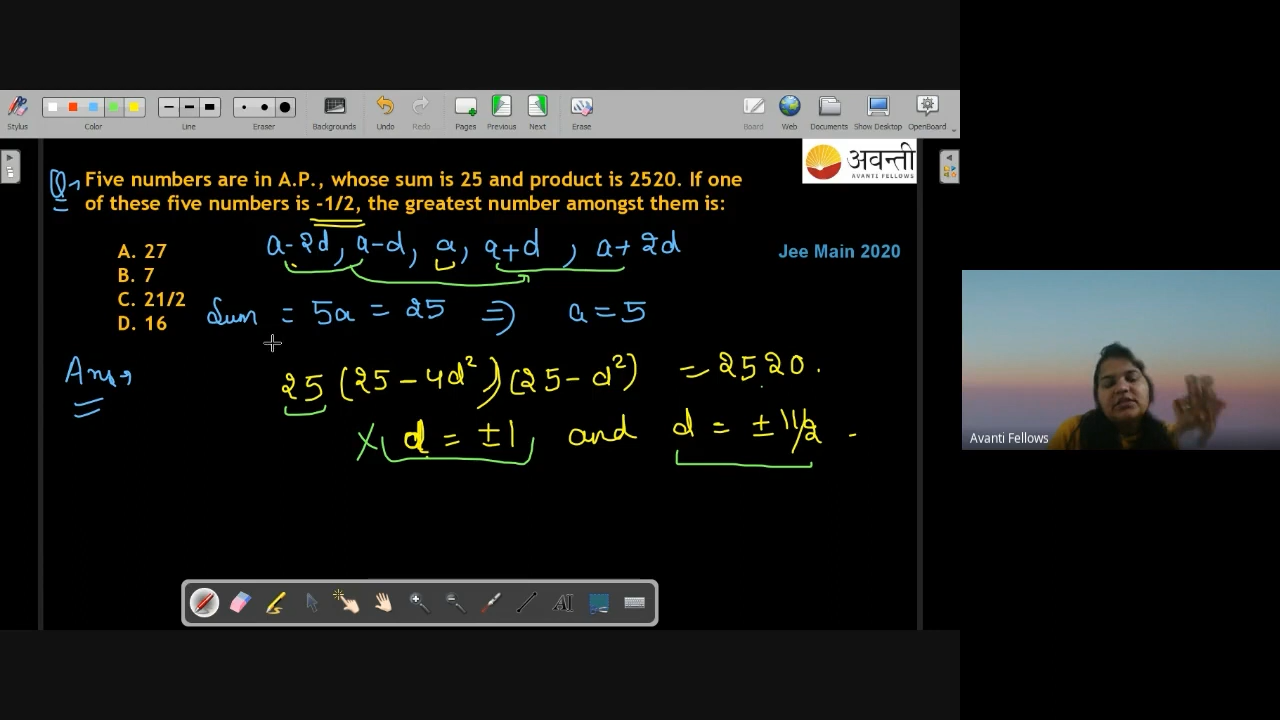 Stylus Color Line Eraser Backgrounds Undo Redo Pages Previous Next Erase Board Web Documents Show Desktop OpenBoard
अवन्ती
AVANTI FELLOWS
Q→ Five numbers are in A.P., whose sum is 25 and product is 2520. If one
of these five numbers is -1/2, the greatest number amongst them is:
a-2d, a-d, a, a+d, a+2d
A. 27
Jee Main 2020
B. 7
C. 21/2
Sum = 5a = 25 ⇒ a = 5
D. 16
Ans→
25 (25 - 4d²) (25 - d²) = 2520.
X (d = ±1) and d = ±11/2 -
Avanti Fellows
AI